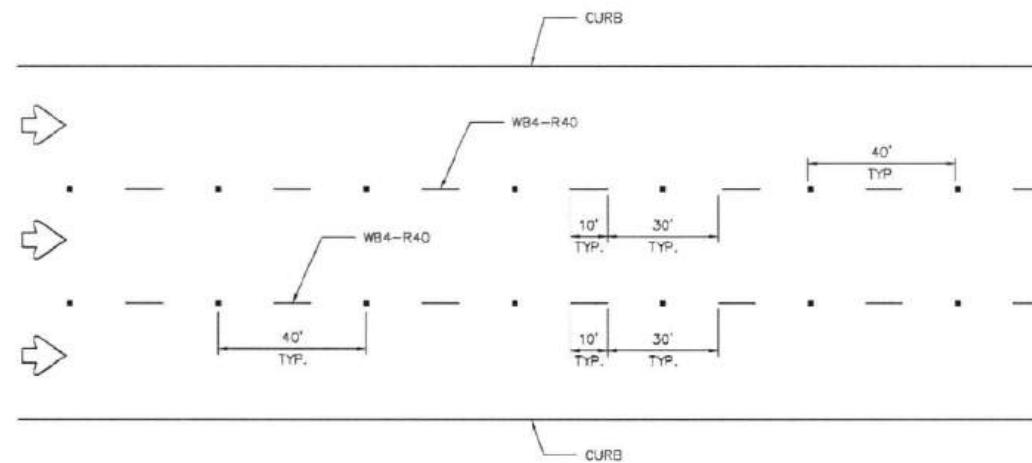 CURB
WB4-R40
40'
TYP
10'
30'
TYP.
TYP.
WB4-R40
40'
TYP.
10'
30'
TYP.
TYP.
CURB